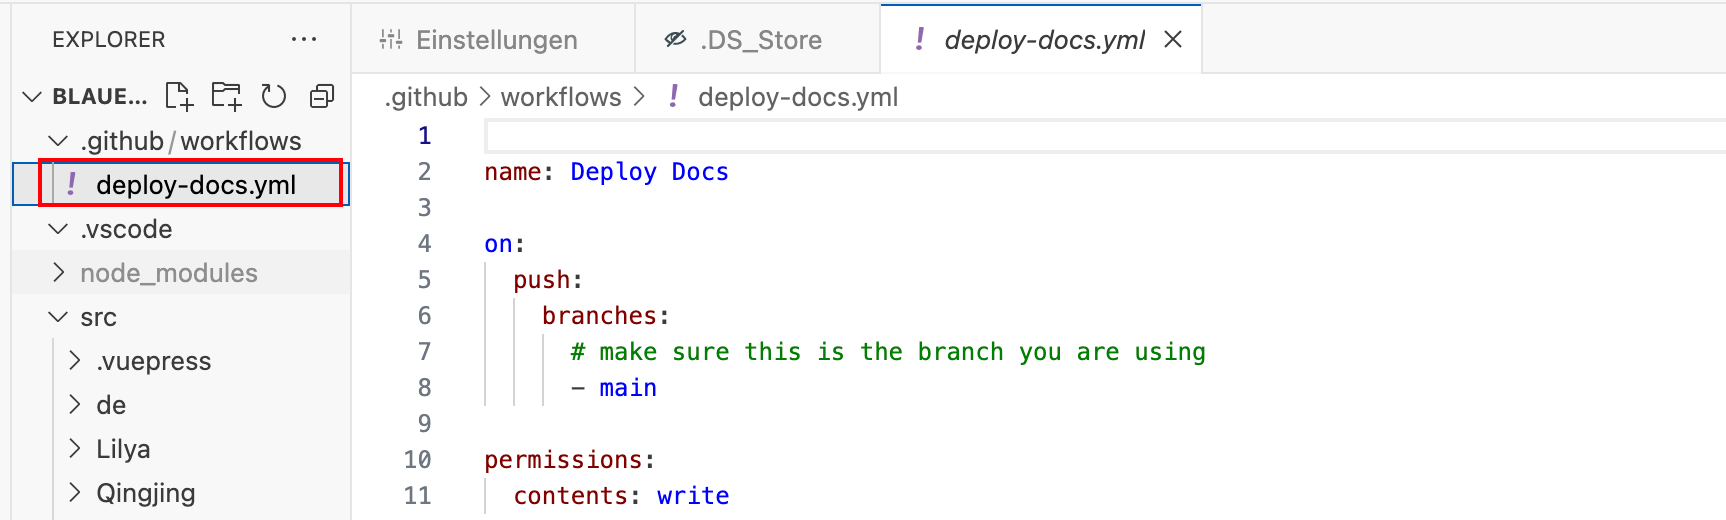 EXPLORER ...
BLAUE...
.github/workflows
! deploy-docs.yml
.vscode
node_modules
src
.vuepress
de
Lilya
Qingjing
Einstellungen
.DS_Store
! deploy-docs.yml
.github > workflows > ! deploy-docs.yml
1
2 name: Deploy Docs
3
4 on:
5 push:
6 branches:
7 # make sure this is the branch you are using
8 - main
9
10 permissions:
11 contents: write